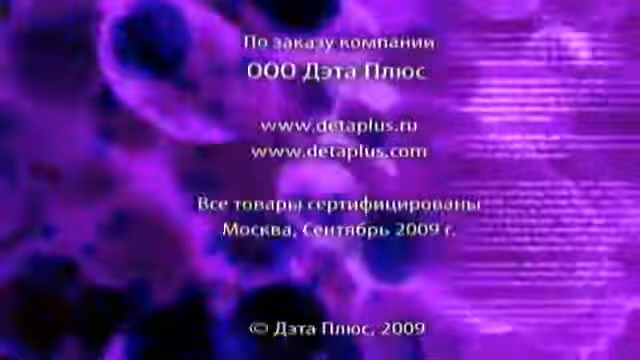 По заказу компании
ООО Дэта Плюс
www.detaplus.ru
www.detaplus.com
Все товары сертифицированы
Москва, Сентябрь 2009 г.
© Дэта Плюс, 2009